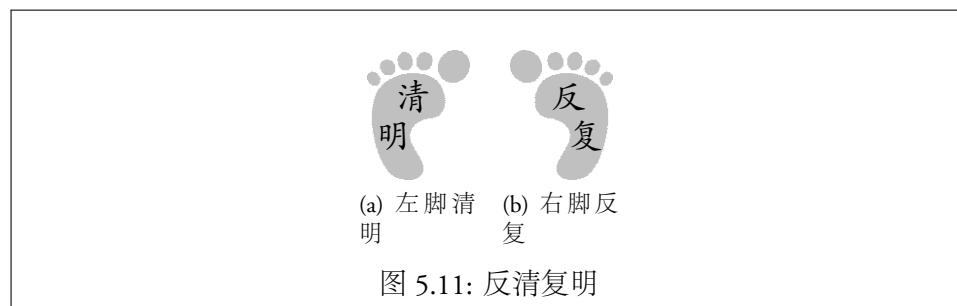 清
明
反
复
(a) 左脚清
明
(b) 右脚反
复
图 5.11: 反清复明